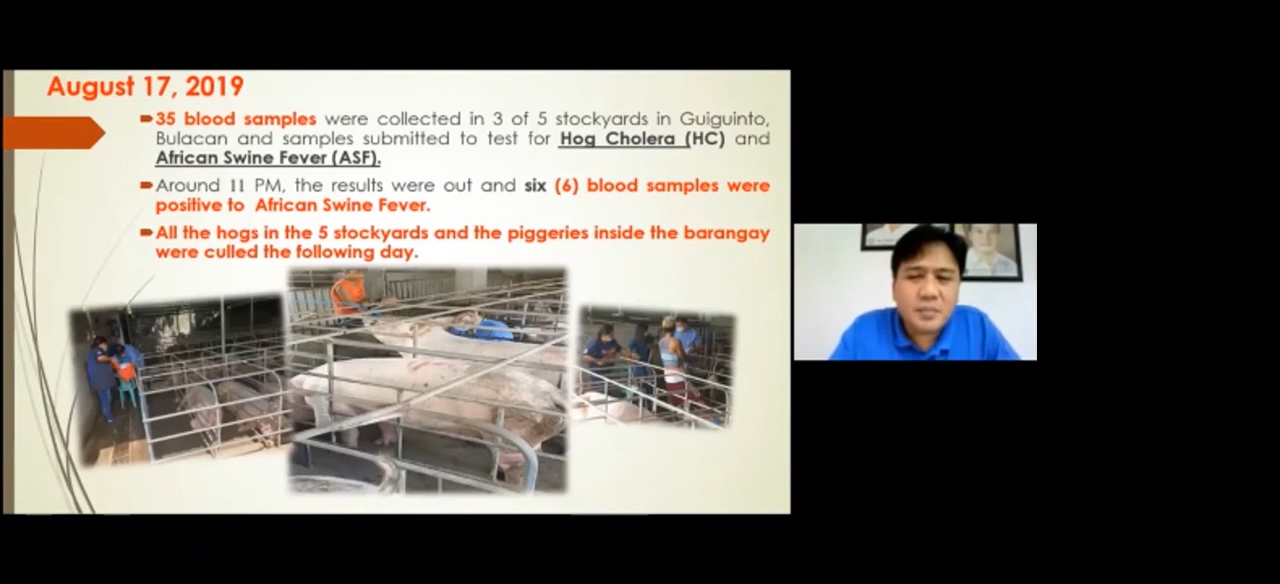 August 17, 2019
35 blood samples were collected in 3 of 5 stockyards in Guiguinto,
Bulacan and samples submitted to test for Hog Cholera (HC) and
African Swine Fever (ASF).
Around 11 PM, the results were out and six (6) blood samples were
positive to African Swine Fever.
All the hogs in the 5 stockyards and the piggeries inside the barangay
were culled the following day.